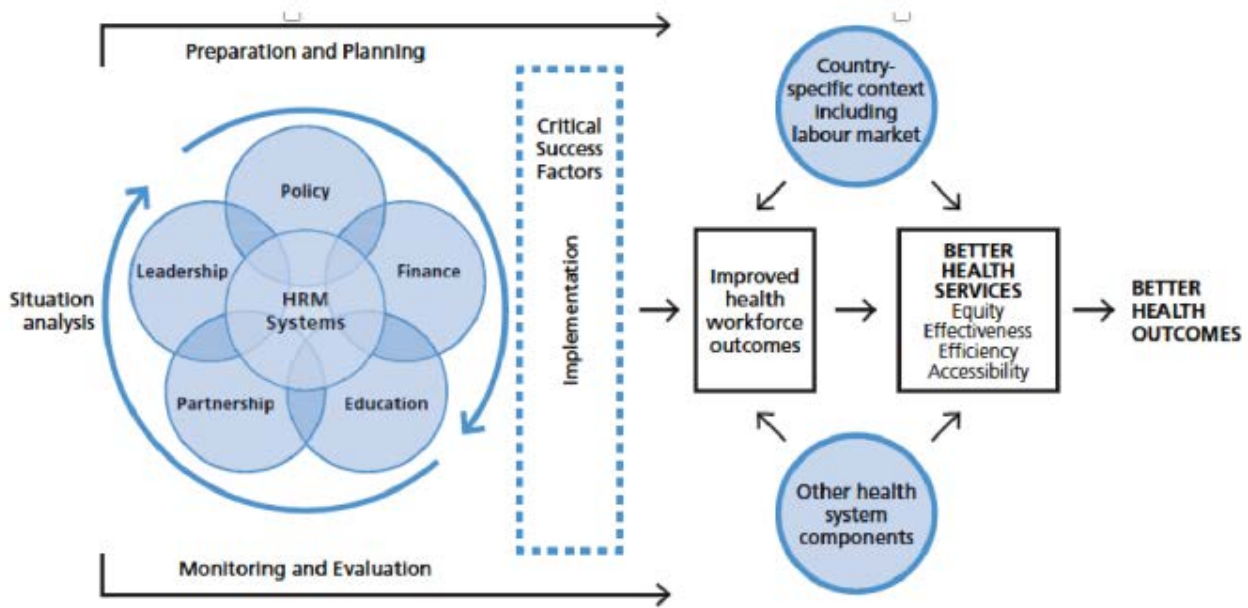 Preparation and Planning
Situation
analysis
Policy
Leadership
Finance
HRM
Systems
Partnership
Education
Monitoring and Evaluation
Critical
Success
Factors
Implementation
Country-
specific context
including
labour market
Improved
health
workforce
outcomes
BETTER
HEALTH
SERVICES
Equity
Effectiveness
Efficiency
Accessibility
BETTER
HEALTH
OUTCOMES
Other health
system
components